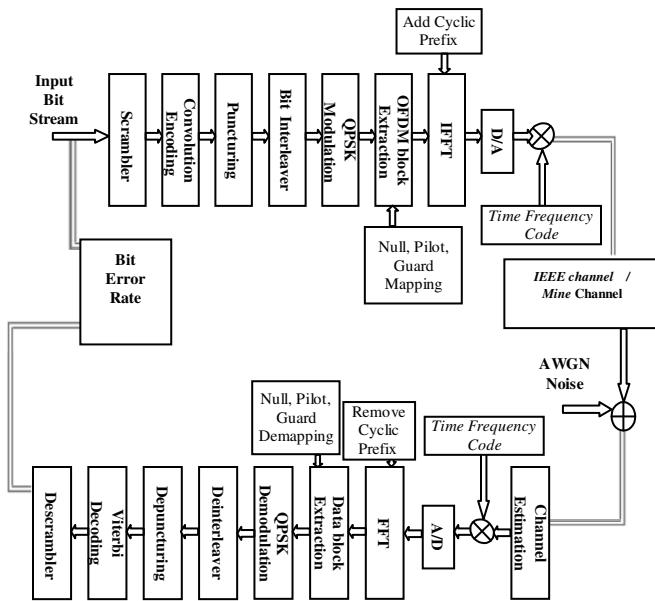 Add Cyclic
Prefix
Input
Bit
Stream
Scrambler
Convolution
Encoding
Puncturing
Bit Interleaver
QPSK
Modulation
OFDM block
Extraction
IFFT
D/A
Time Frequency
Code
Null, Pilot,
Guard
Mapping
Bit
Error
Rate
IEEE channel /
Mine Channel
AWGN
Noise
Null, Pilot,
Guard
Demapping
Remove
Cyclic
Prefix
Time Frequency
Code
Descrambler
Viterbi
Decoding
Depuncturing
Deinterleaver
QPSK
Demodulation
Data block
Extraction
FFT
A/D
Channel
Estimation